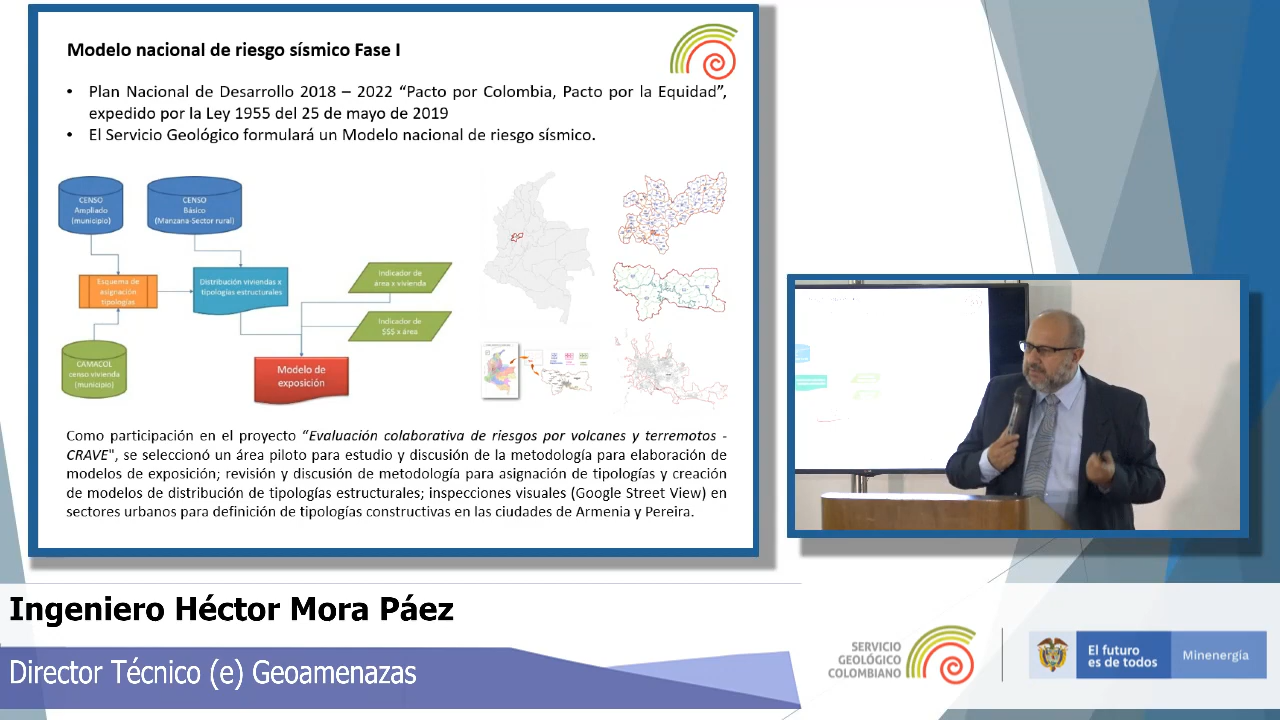 Modelo nacional de riesgo sísmico Fase I
• Plan Nacional de Desarrollo 2018 – 2022 “Pacto por Colombia, Pacto por la Equidad”,
expedido por la Ley 1955 del 25 de mayo de 2019
• El Servicio Geológico formulará un Modelo nacional de riesgo sísmico.
CENSO
Ampliado
(municipio)
CENSO
Básico
(Manzana-Sector rural)
Esquema de
asignación
tipologías
Distribución viviendas x
tipologías estructurales
Indicador de
área x vivienda
Indicador de
$$$ x área
CAMACOL
censo vivienda
(municipio)
Modelo de
exposición
Como participación en el proyecto “Evaluación colaborativa de riesgos por volcanes y terremotos -
CRAVE", se seleccionó un área piloto para estudio y discusión de la metodología para elaboración de
modelos de exposición; revisión y discusión de metodología para asignación de tipologías y creación
de modelos de distribución de tipologías estructurales; inspecciones visuales (Google Street View) en
sectores urbanos para definición de tipologías constructivas en las ciudades de Armenia y Pereira.
Ingeniero Héctor Mora Páez
Director Técnico (e) Geoamenazas
SERVICIO
GEOLÓGICO
COLOMBIANO
El futuro
es de todos
Minenergía